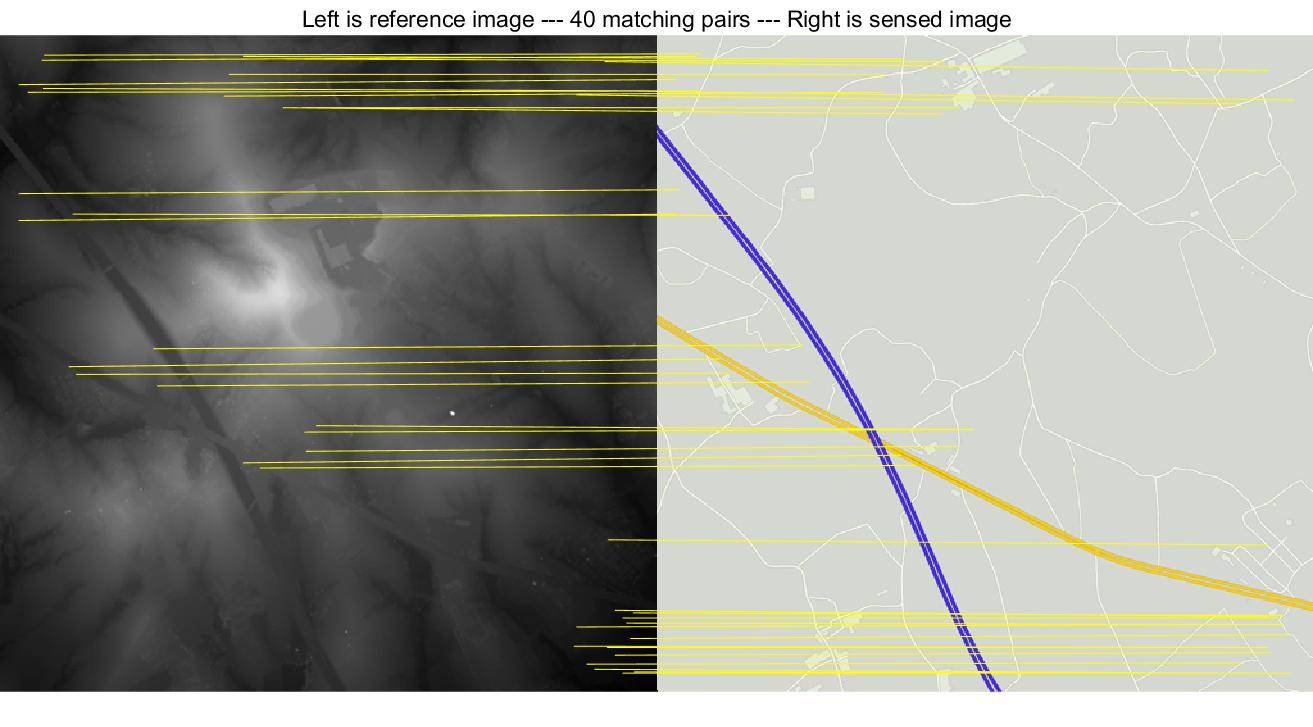 Left is reference image --- 40 matching pairs --- Right is sensed image